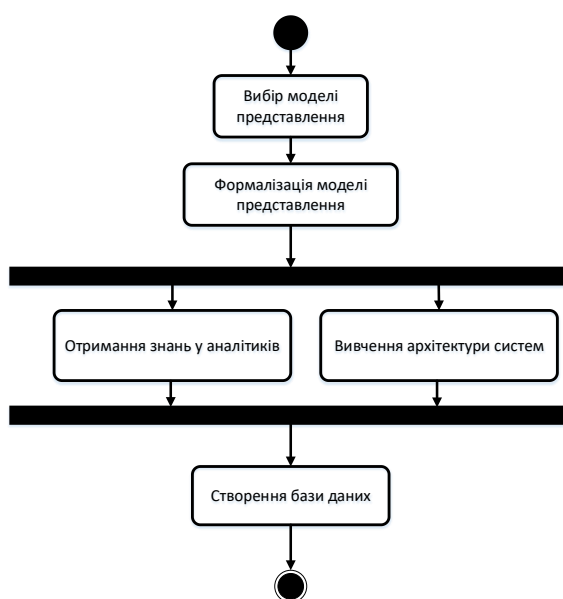 Вибір моделі
представлення
Формалізація моделі
представлення
Отримання знань у аналітиків
Вивчення архітектури систем
Створення бази даних